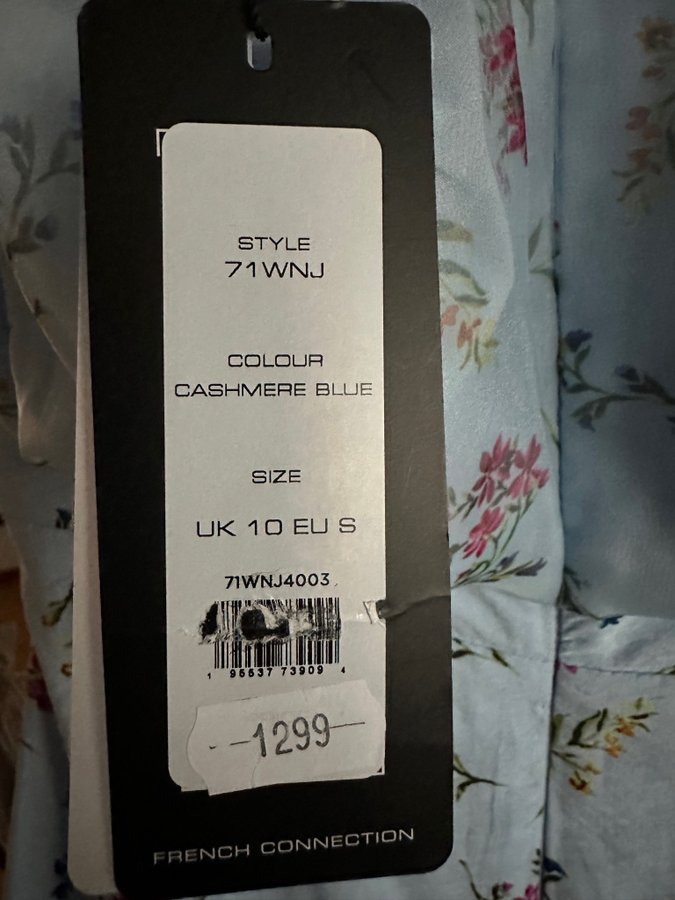 STYLE
71WNJ
COLOUR
CASHMERE BLUE
SIZE
UK 10 EU S
71WNJ4003
1 95537 73909 4
--1299--
FRENCH CONNECTION